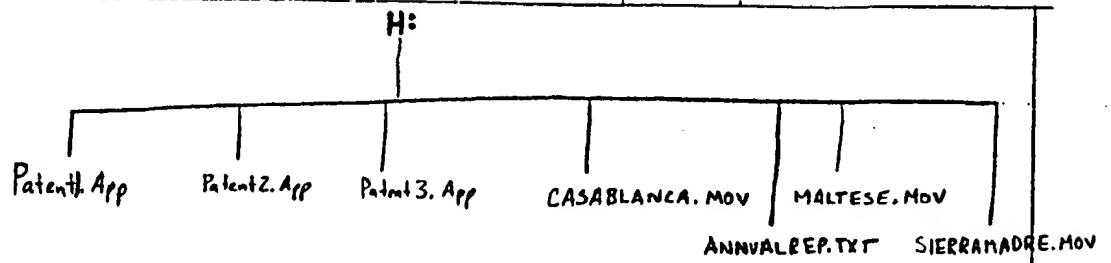 H:
Patent1. App
Patent2. App
Patent3. App
CASABLANCA. MOV
MALTESE. MOV
ANNUALREP.TXT
SIERRAMADRE.MOV